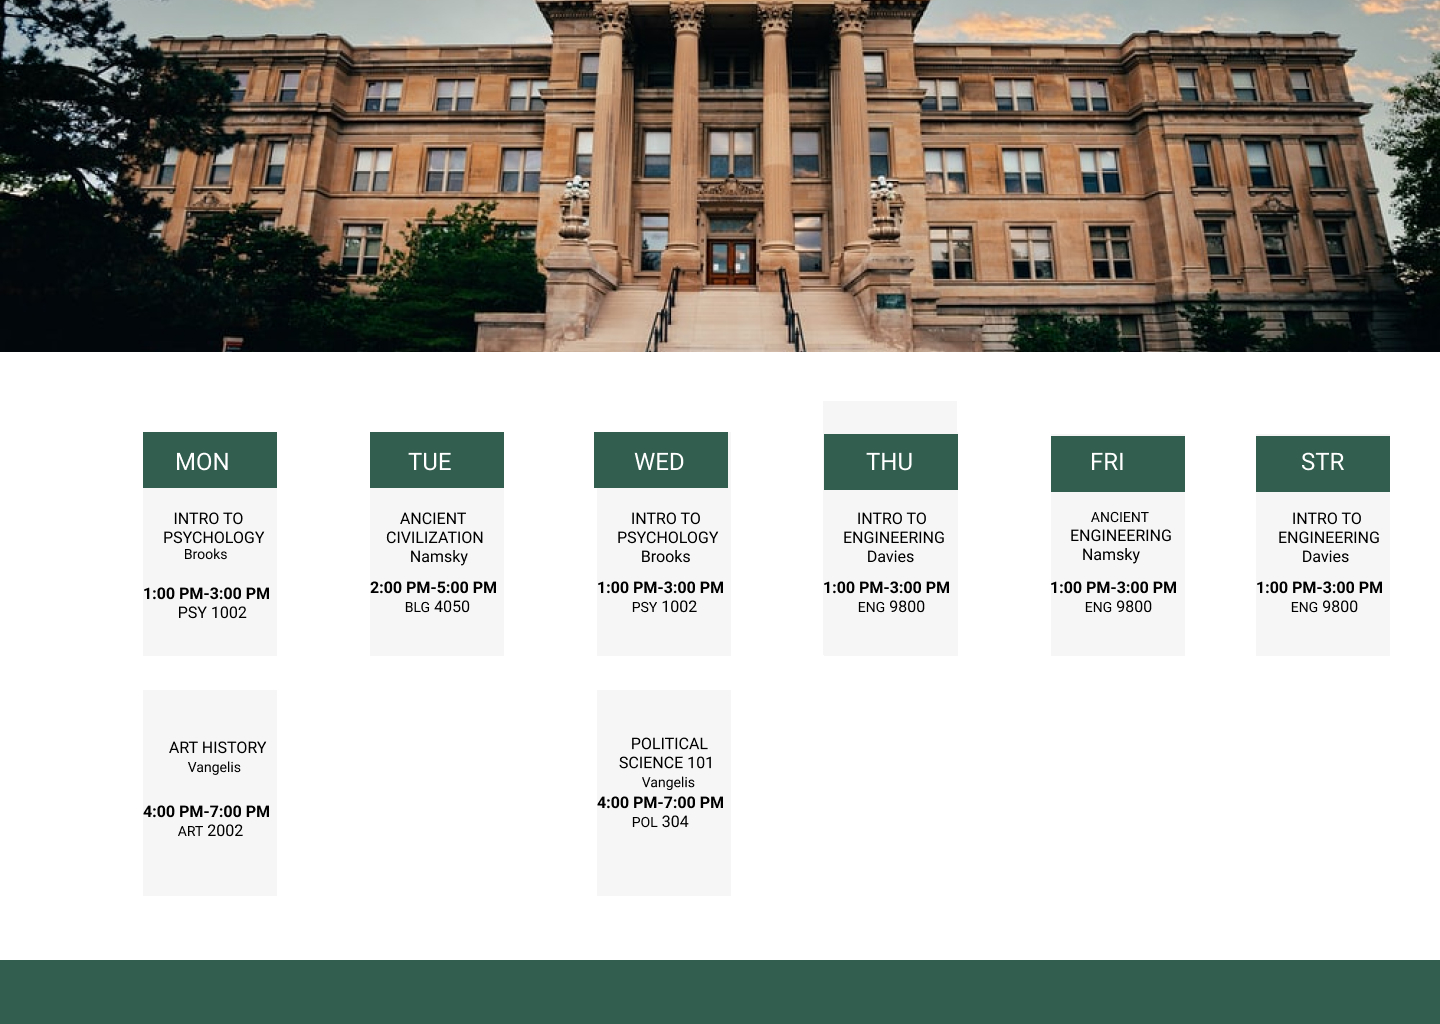 MON
INTRO TO
PSYCHOLOGY
Brooks
1:00 PM-3:00 PM
PSY 1002
ART HISTORY
Vangelis
4:00 PM-7:00 PM
ART 2002
TUE
ANCIENT
CIVILIZATION
Namsky
2:00 PM-5:00 PM
BLG 4050
WED
INTRO TO
PSYCHOLOGY
Brooks
1:00 PM-3:00 PM
PSY 1002
POLITICAL
SCIENCE 101
Vangelis
4:00 PM-7:00 PM
POL 304
THU
INTRO TO
ENGINEERING
Davies
1:00 PM-3:00 PM
ENG 9800
FRI
ANCIENT
ENGINEERING
Namsky
1:00 PM-3:00 PM
ENG 9800
STR
INTRO TO
ENGINEERING
Davies
1:00 PM-3:00 PM
ENG 9800